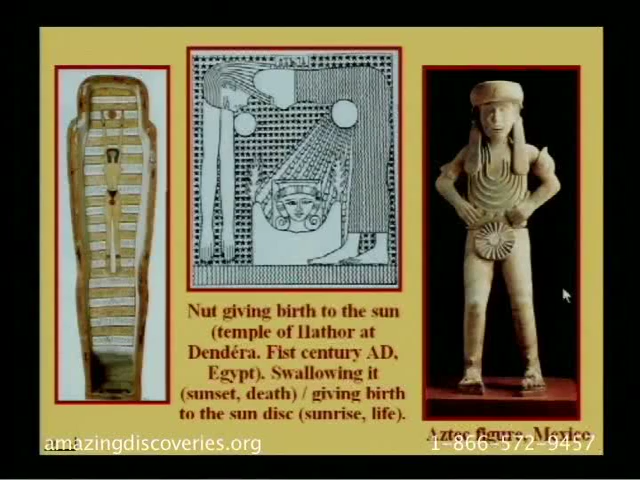 Nut giving birth to the sun
(temple of Hathor at
Dendéra. Fist century AD,
Egypt). Swallowing it
(sunset, death) / giving birth
to the sun disc (sunrise, life).
Aztec figure, Mexico
amazingdiscoveries.org
1-866-572-9457